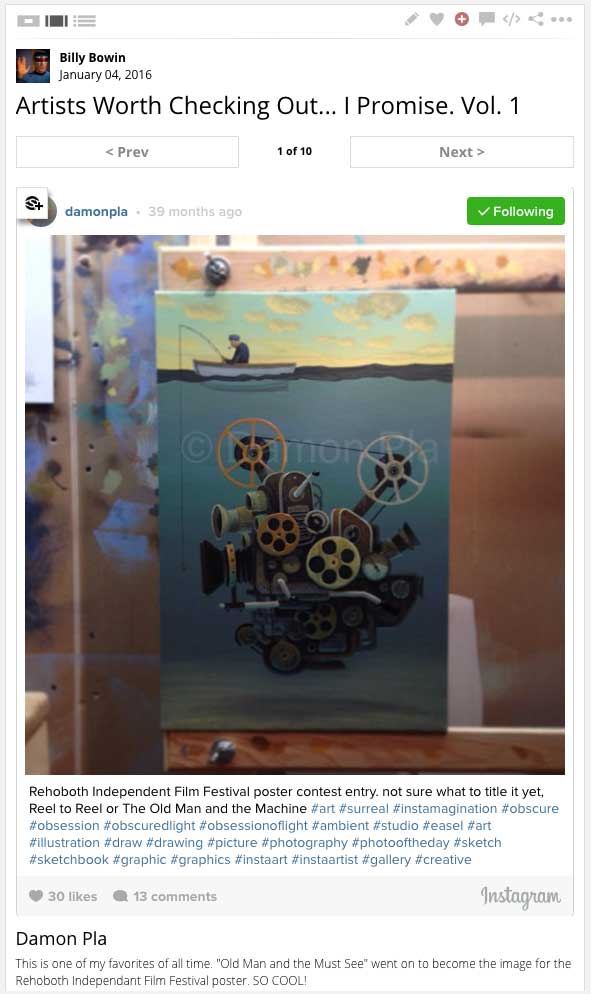 Billy Bowin
January 04, 2016
Artists Worth Checking Out... I Promise. Vol. 1
< Prev
1 of 10
Next >
damonpla • 39 months ago
Following
© Damon Pla
Rehoboth Independent Film Festival poster contest entry. not sure what to title it yet,
Reel to Reel or The Old Man and the Machine #art #surreal #instamagination #obscure
#obsession #obscuredlight #obsessionoflight #ambient #studio #easel #art
#illustration #draw #drawing #picture #photography #photooftheday #sketch
#sketchbook #graphic #graphics #instaart #instaartist #gallery #creative
30 likes 13 comments
Instagram
Damon Pla
This is one of my favorites of all time. "Old Man and the Must See" went on to become the image for the
Rehoboth Independant Film Festival poster. SO COOL!